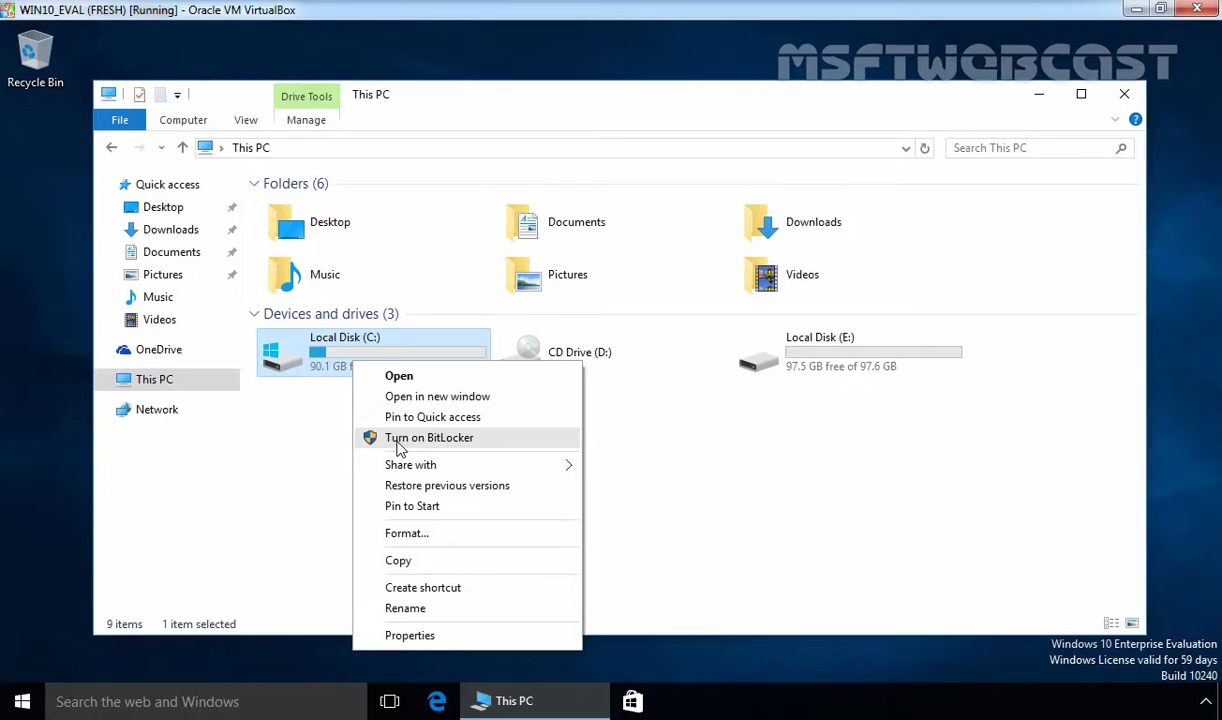 WIN10_EVAL (FRESH) [Running] - Oracle VM VirtualBox
MSFTWEBCAST
Recycle Bin
Drive Tools
This PC
File
Computer
View
Manage
This PC
Search This PC
Quick access
Desktop
Downloads
Documents
Pictures
Music
Videos
OneDrive
This PC
Network
Folders (6)
Desktop
Documents
Downloads
Music
Pictures
Videos
Devices and drives (3)
Local Disk (C:)
90.1 GB
CD Drive (D:)
Local Disk (E:)
97.5 GB free of 97.6 GB
Open
Open in new window
Pin to Quick access
Turn on BitLocker
Share with
Restore previous versions
Pin to Start
Format...
Copy
Create shortcut
Rename
Properties
9 items
1 item selected
Windows 10 Enterprise Evaluation
Windows License valid for 59 days
Build 10240
Search the web and Windows
This PC